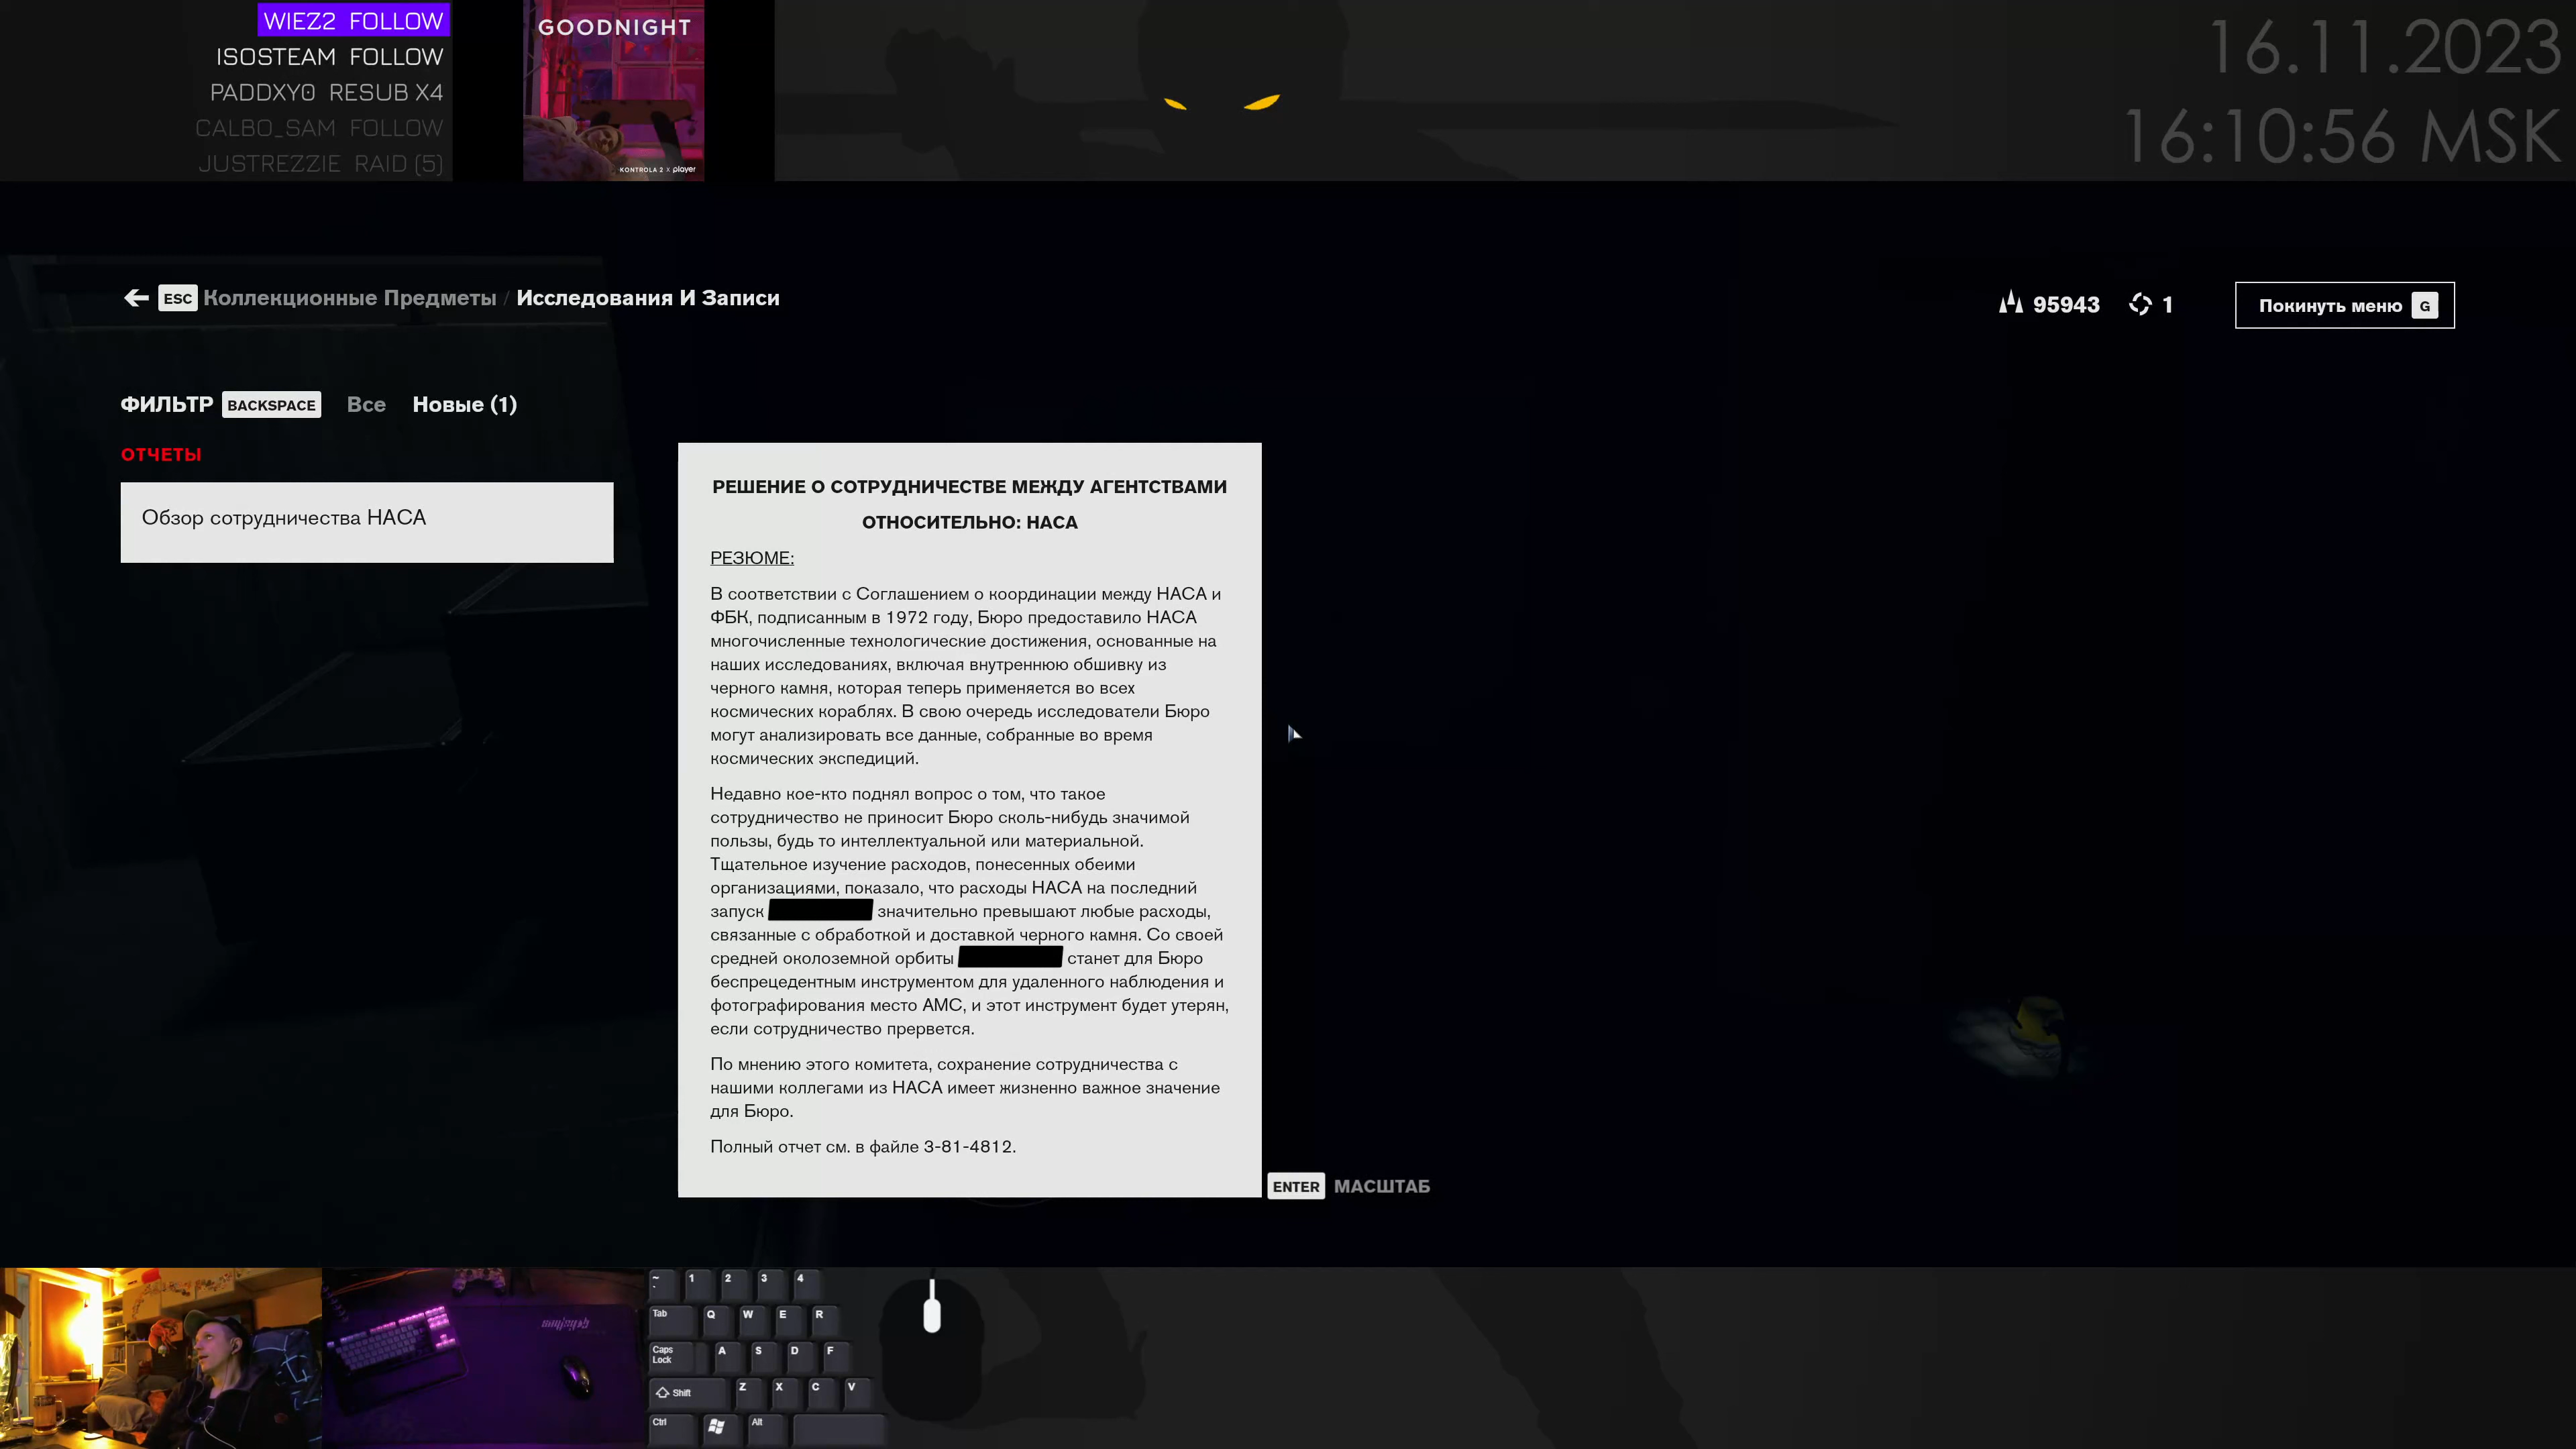 WIEZ2 FOLLOW
ISOSTEAM FOLLOW
PADDXY0 RESUB X4
CALBO_SAM FOLLOW
JUSTREZZIE RAID (5)
GOODNIGHT
KONTROLA 2 X player
16.11.2023
16:10:56 MSK
ESC Коллекционные Предметы / Исследования И Записи
95943
1
Покинуть меню G
ФИЛЬТР BACKSPACE Все Новые (1)
ОТЧЕТЫ
Обзор сотрудничества НАСА
РЕШЕНИЕ О СОТРУДНИЧЕСТВЕ МЕЖДУ АГЕНТСТВАМИ
ОТНОСИТЕЛЬНО: НАСА
РЕЗЮМЕ:
В соответствии с Соглашением о координации между НАСА и
ФБК, подписанным в 1972 году, Бюро предоставило НАСА
многочисленные технологические достижения, основанные на
наших исследованиях, включая внутреннюю обшивку из
черного камня, которая теперь применяется во всех
космических кораблях. В свою очередь исследователи Бюро
могут анализировать все данные, собранные во время
космических экспедиций.
Недавно кое-кто поднял вопрос о том, что такое
сотрудничество не приносит Бюро сколь-нибудь значимой
пользы, будь то интеллектуальной или материальной.
Тщательное изучение расходов, понесенных обеими
организациями, показало, что расходы НАСА на последний
запуск значительно превышают любые расходы,
связанные с обработкой и доставкой черного камня. Со своей
средней околоземной орбиты станет для Бюро
беспрецедентным инструментом для удаленного наблюдения и
фотографирования место АМС, и этот инструмент будет утерян,
если сотрудничество прервется.
По мнению этого комитета, сохранение сотрудничества с
нашими коллегами из НАСА имеет жизненно важное значение
для Бюро.
Полный отчет см. в файле 3-81-4812.
ENTER МАСШТАБ
~ 1 2 3 4
Tab Q W E R
Caps Lock A S D F
Shift Z X C V
Ctrl Alt